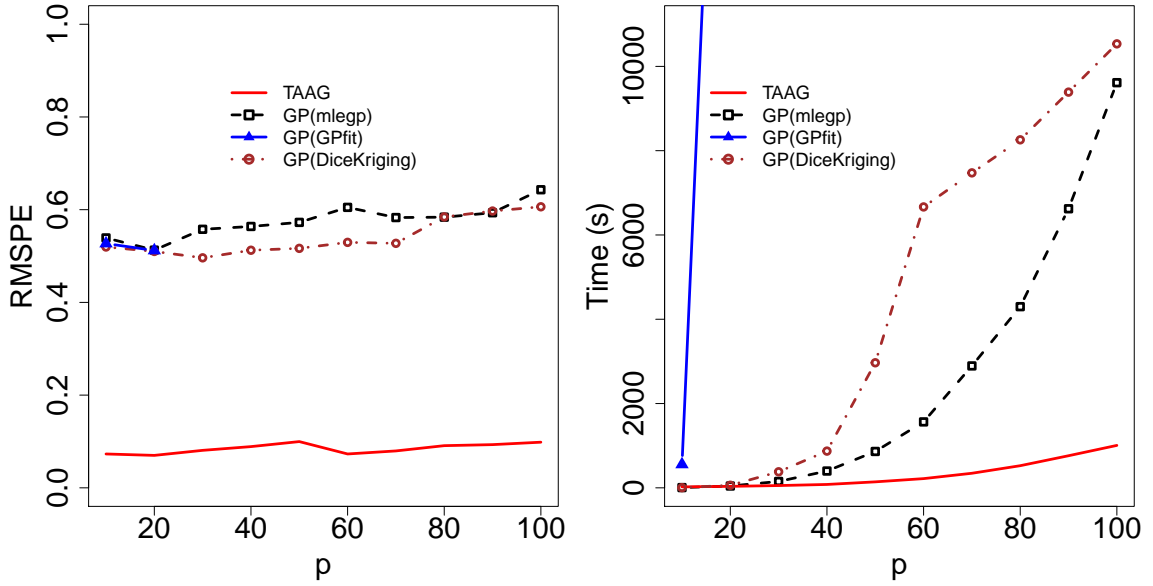 RMSPE
1.0
0.8
0.6
0.4
0.2
0.0
TAAG
GP(mlegp)
GP(GPfit)
GP(DiceKriging)
20 40 60 80 100
p
Time (s)
10000
6000
2000
0
TAAG
GP(mlegp)
GP(GPfit)
GP(DiceKriging)
20 40 60 80 100
p